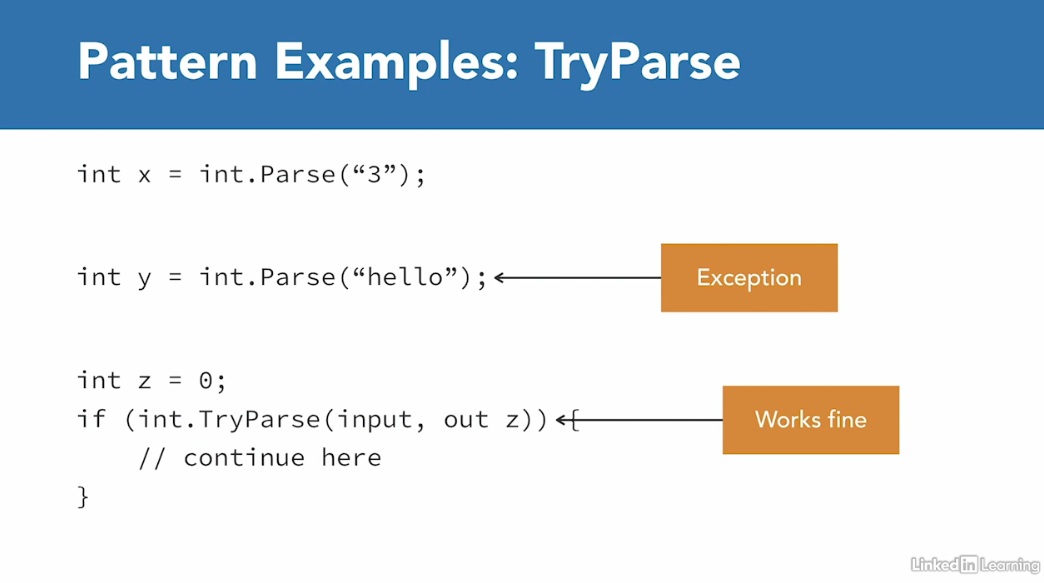 Pattern Examples: TryParse
int x = int.Parse(“3”);
int y = int.Parse(“hello”);
Exception
int z = 0;
if (int.TryParse(input, out z)) {
Works fine
// continue here
}
Linked in Learning